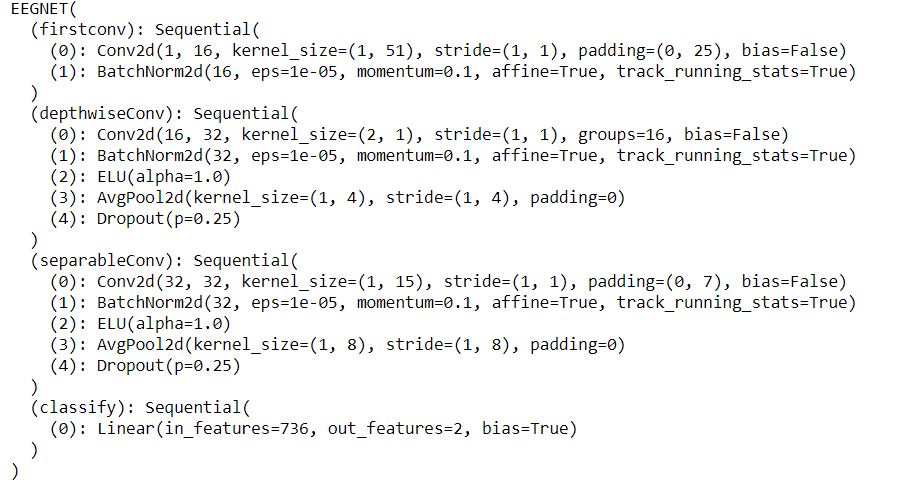 EEGNET(
  (firstconv): Sequential(
    (0): Conv2d(1, 16, kernel_size=(1, 51), stride=(1, 1), padding=(0, 25), bias=False)
    (1): BatchNorm2d(16, eps=1e-05, momentum=0.1, affine=True, track_running_stats=True)
  )
  (depthwiseConv): Sequential(
    (0): Conv2d(16, 32, kernel_size=(2, 1), stride=(1, 1), groups=16, bias=False)
    (1): BatchNorm2d(32, eps=1e-05, momentum=0.1, affine=True, track_running_stats=True)
    (2): ELU(alpha=1.0)
    (3): AvgPool2d(kernel_size=(1, 4), stride=(1, 4), padding=0)
    (4): Dropout(p=0.25)
  )
  (separableConv): Sequential(
    (0): Conv2d(32, 32, kernel_size=(1, 15), stride=(1, 1), padding=(0, 7), bias=False)
    (1): BatchNorm2d(32, eps=1e-05, momentum=0.1, affine=True, track_running_stats=True)
    (2): ELU(alpha=1.0)
    (3): AvgPool2d(kernel_size=(1, 8), stride=(1, 8), padding=0)
    (4): Dropout(p=0.25)
  )
  (classify): Sequential(
    (0): Linear(in_features=736, out_features=2, bias=True)
  )
)